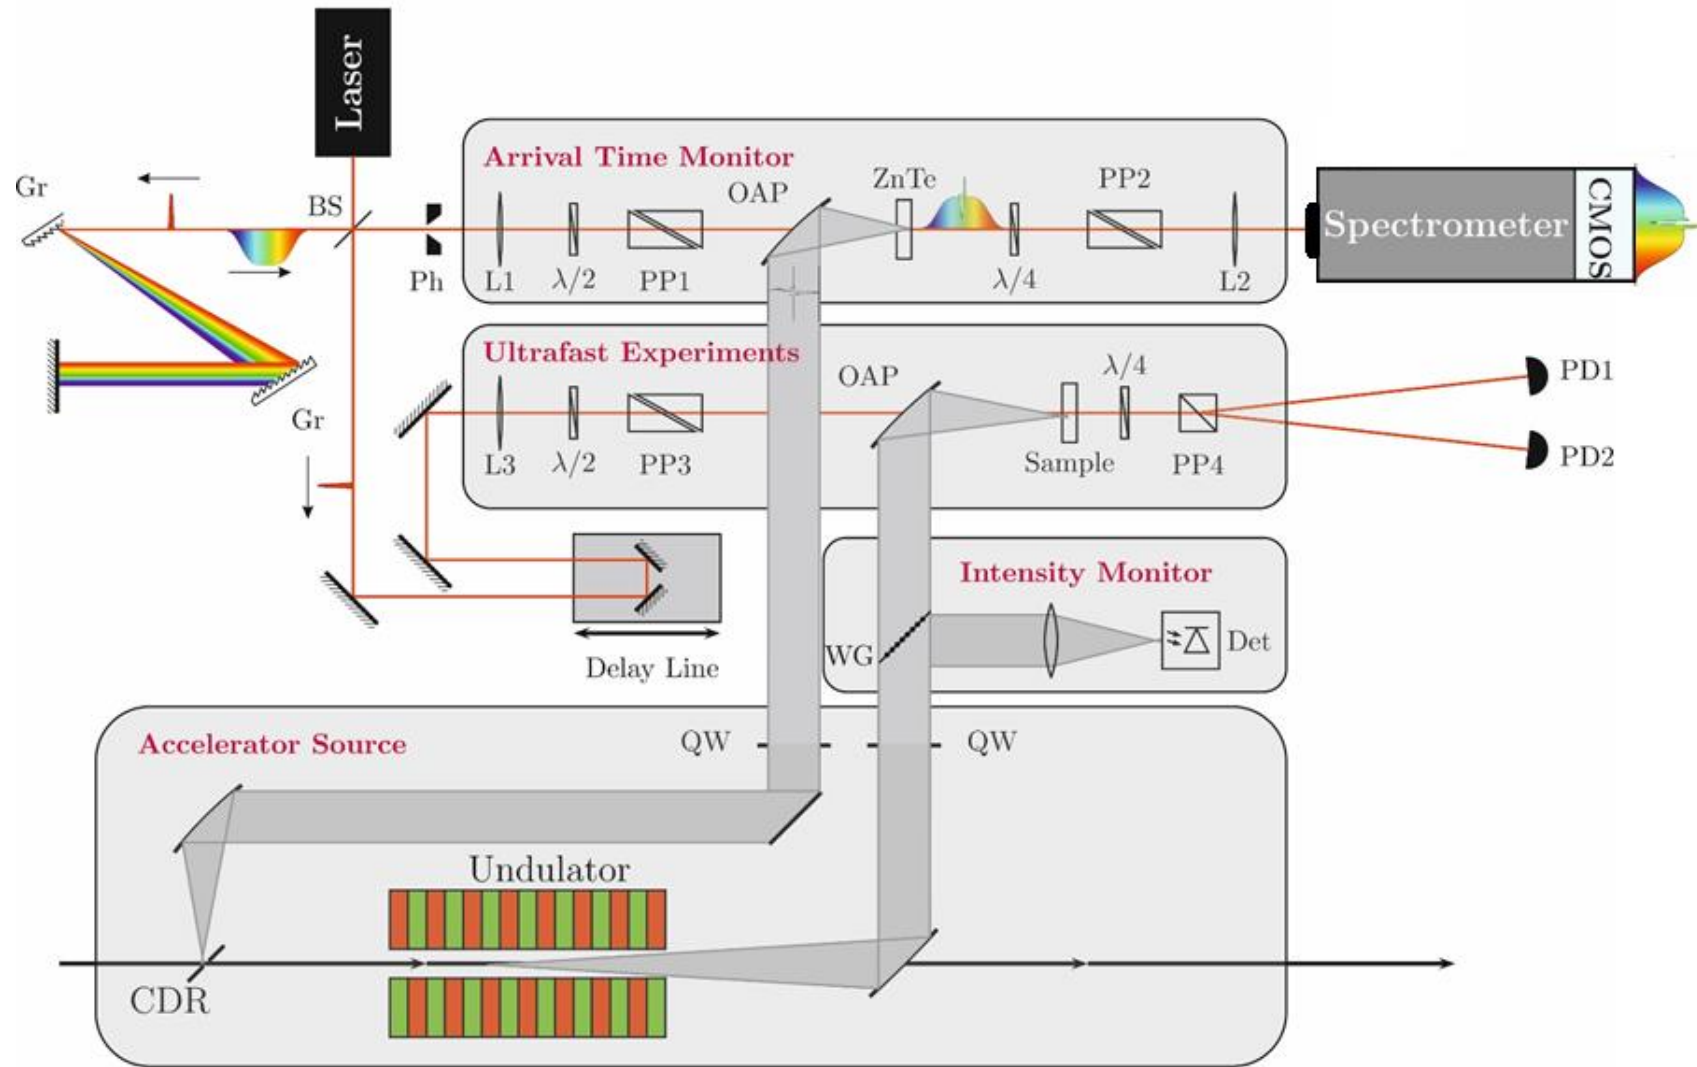 Laser
Gr
BS
Ph
Arrival Time Monitor
OAP
ZnTe
PP2
L1
λ/2
PP1
λ/4
L2
Spectrometer
CMOS
Ultrafast Experiments
OAP
λ/4
L3
λ/2
PP3
Sample
PP4
PD1
PD2
Gr
Delay Line
Intensity Monitor
WG
Det
Accelerator Source
QW
QW
Undulator
CDR